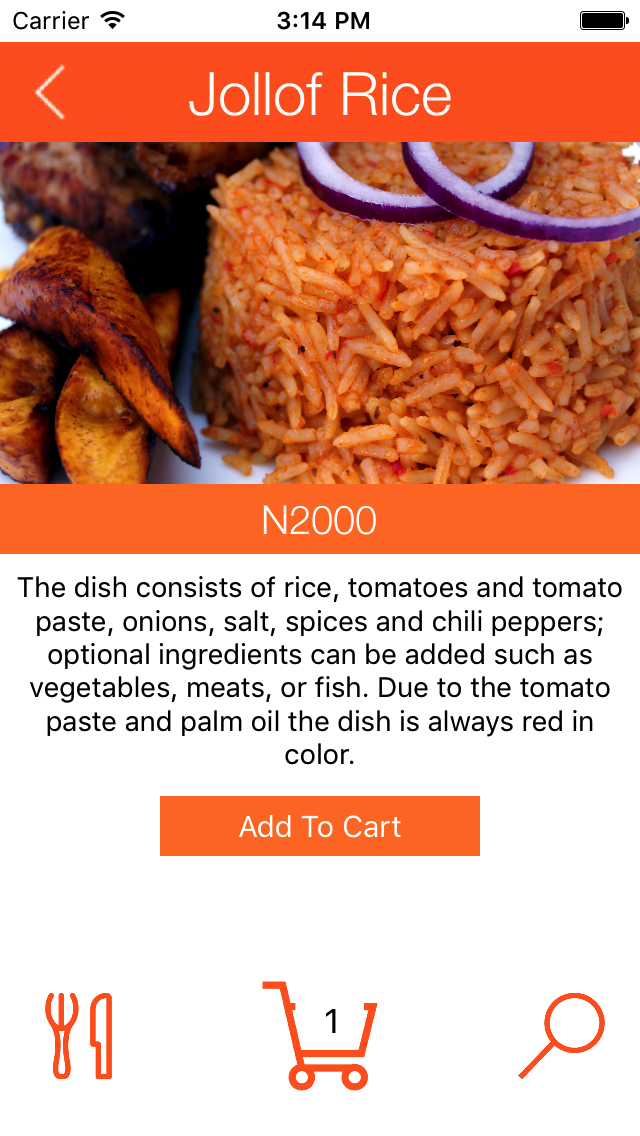 Carrier 3:14 PM
Jollof Rice
N2000
The dish consists of rice, tomatoes and tomato
paste, onions, salt, spices and chili peppers;
optional ingredients can be added such as
vegetables, meats, or fish. Due to the tomato
paste and palm oil the dish is always red in
color.
Add To Cart
1